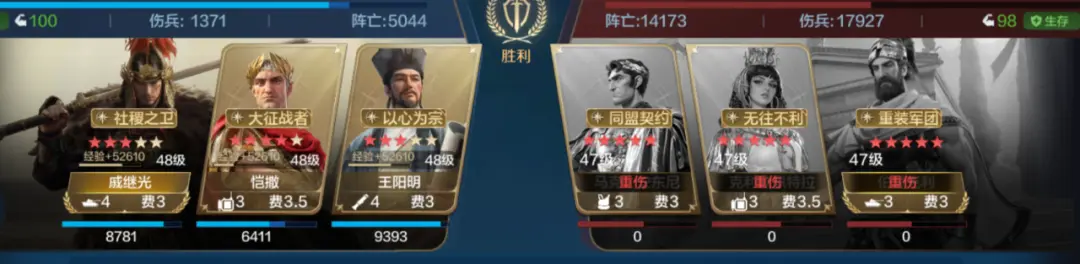 100 伤兵: 1371 阵亡:5044
胜利
阵亡:14173 伤兵:17927 98 生存
社稷之卫
经验+52610 48级
戚继光
4 费3
8781
大征战者
经验+52610 48级
恺撒
3 费3.5
6411
以心为宗
经验+52610 48级
王阳明
4 费3
9393
同盟契约
47级
重伤
3 费3
0
无往不利
47级
重伤
3 费3.5
0
重装军团
47级
重伤
3 费3
0